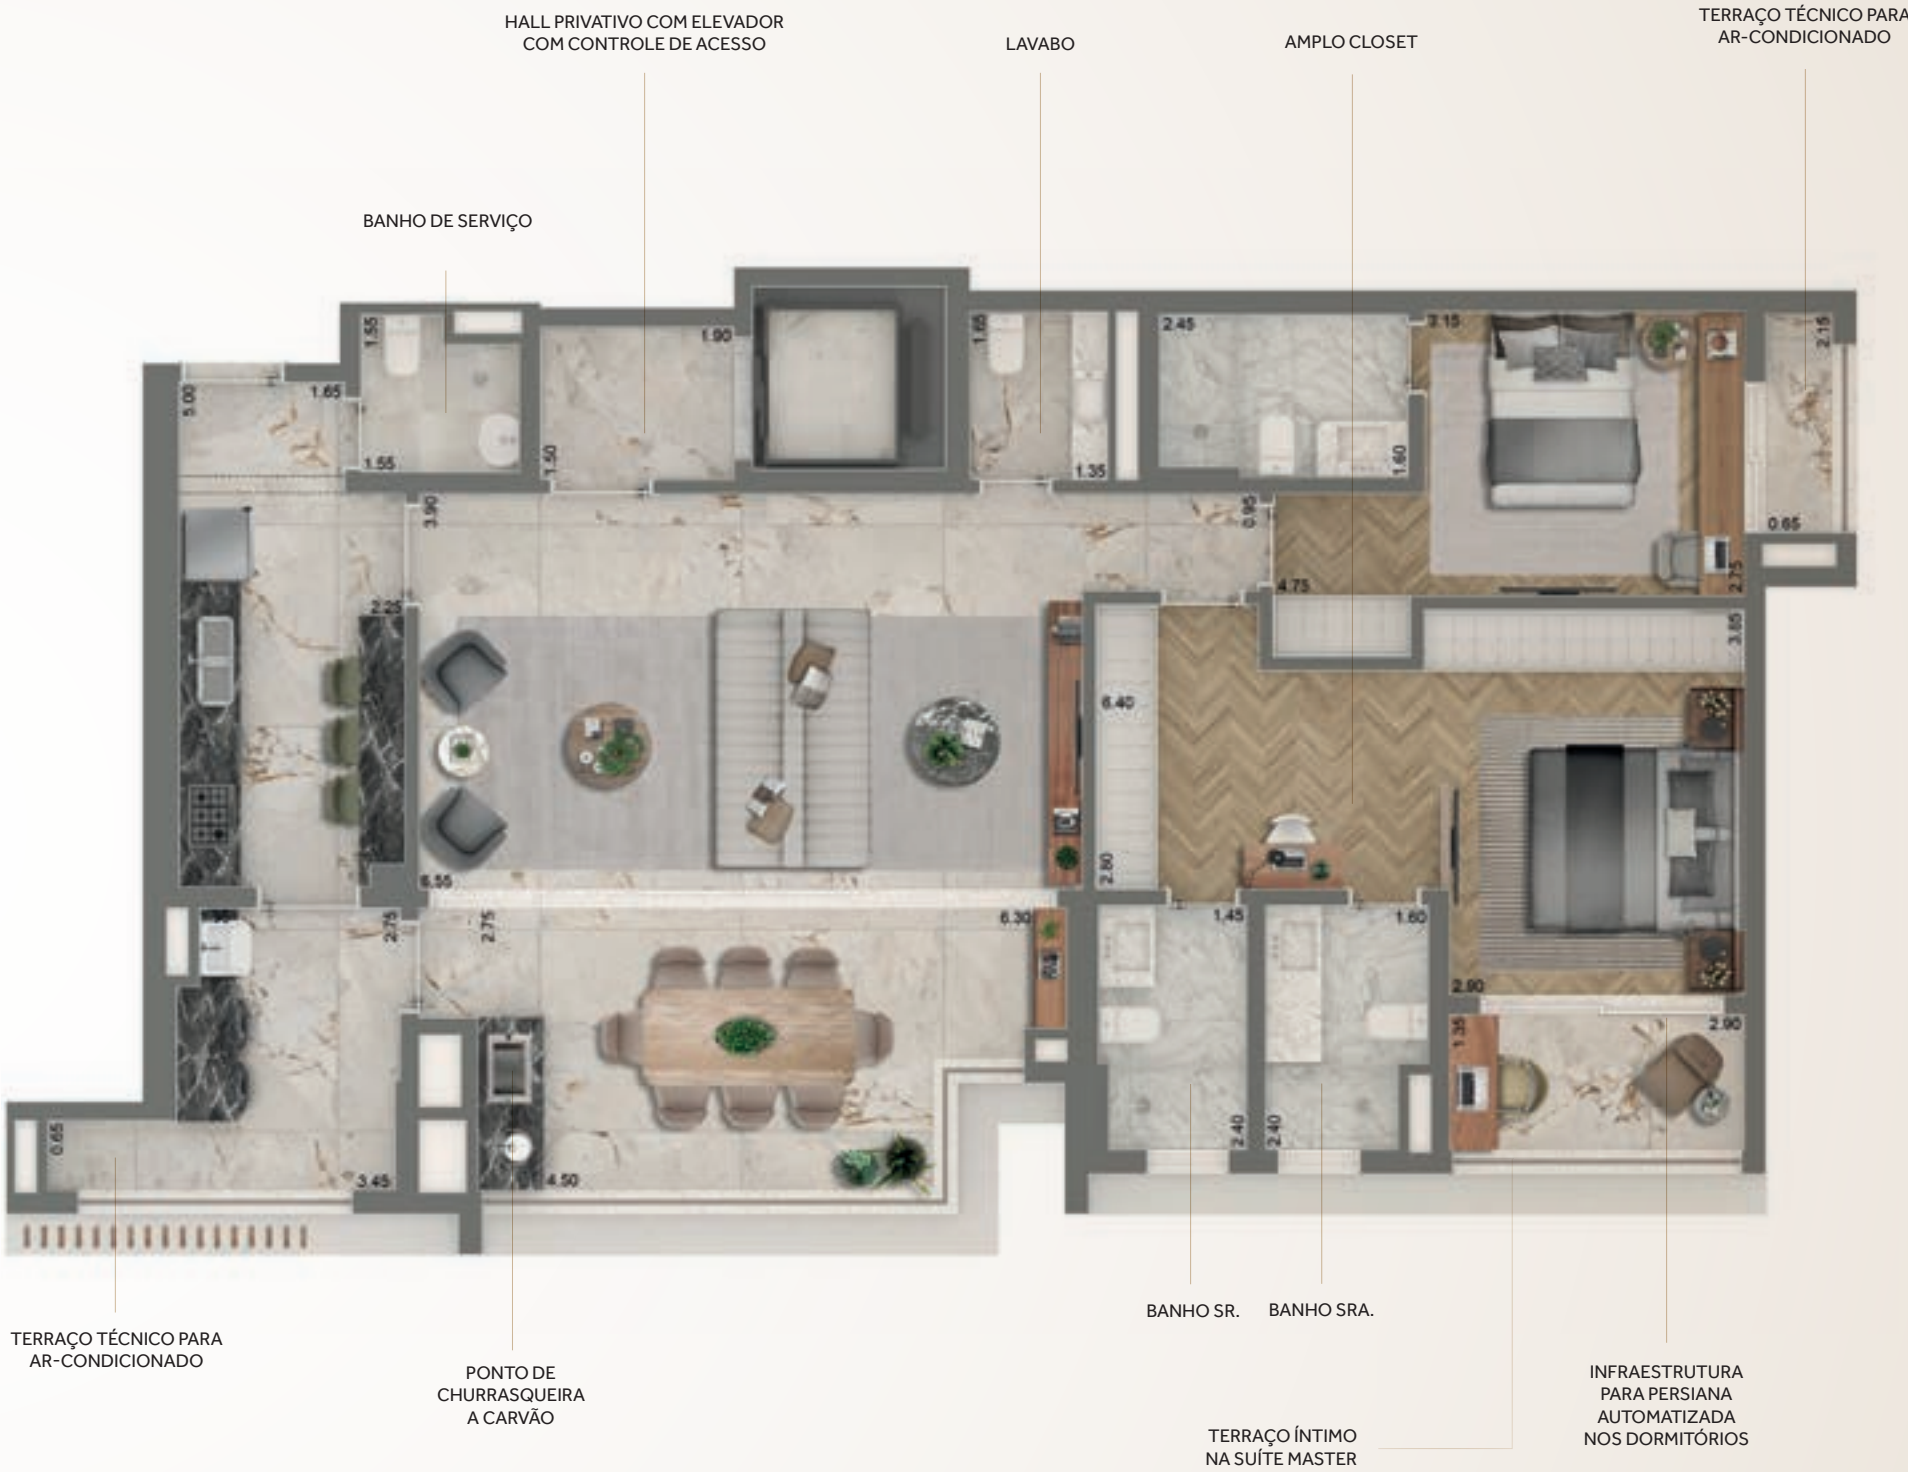 HALL PRIVATIVO COM ELEVADOR
COM CONTROLE DE ACESSO
LAVABO
AMPLO CLOSET
TERRAÇO TÉCNICO PARA
AR-CONDICIONADO
BANHO DE SERVIÇO
1.55
1.90
1.65
2.45
3.15
2.15
5.00
1.65
1.55
1.50
1.35
1.60
3.90
0.95
0.65
4.75
2.75
2.25
3.85
6.40
2.80
6.55
2.75
2.75
6.30
1.45
1.60
2.90
1.35
2.90
0.65
3.45
4.50
2.40
2.40
BANHO SR.
BANHO SRA.
TERRAÇO TÉCNICO PARA
AR-CONDICIONADO
PONTO DE
CHURRASQUEIRA
A CARVÃO
TERRAÇO ÍNTIMO
NA SUÍTE MASTER
INFRAESTRUTURA
PARA PERSIANA
AUTOMATIZADA
NOS DORMITÓRIOS